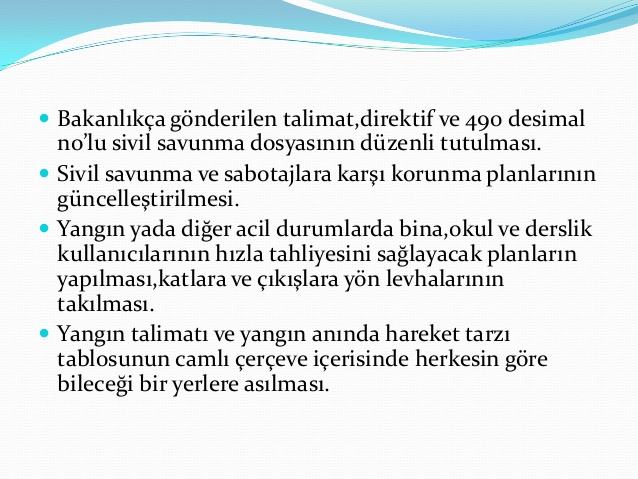 • Bakanlıkça gönderilen talimat,direktif ve 490 desimal
no’lu sivil savunma dosyasının düzenli tutulması.
• Sivil savunma ve sabotajlara karşı korunma planlarının
güncelleştirilmesi.
• Yangın yada diğer acil durumlarda bina,okul ve derslik
kullanıcılarının hızla tahliyesini sağlayacak planların
yapılması,katlara ve çıkışlara yön levhalarının
takılması.
• Yangın talimatı ve yangın anında hareket tarzı
tablosunun camlı çerçeve içerisinde herkesin göre
bileceği bir yerlere asılması.